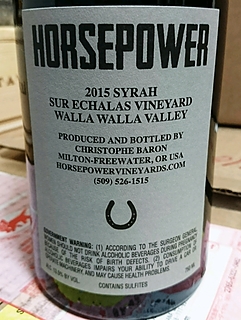 HORSEPOWER
2015 SYRAH
SUR ECHALAS VINEYARD
WALLA WALLA VALLEY
PRODUCED AND BOTTLED BY
CHRISTOPHE BARON
MILTON-FREEWATER, OR USA
HORSEPOWERVINEYARDS.COM
(509) 526-1515
GOVERNMENT WARNING: (1) ACCORDING TO THE SURGEON GENERAL,
WOMEN SHOULD NOT DRINK ALCOHOLIC BEVERAGES DURING PREGNANCY
BECAUSE OF THE RISK OF BIRTH DEFECTS. (2) CONSUMPTION OF
ALCOHOLIC BEVERAGES IMPAIRS YOUR ABILITY TO DRIVE A CAR OR
OPERATE MACHINERY, AND MAY CAUSE HEALTH PROBLEMS.
BY VOL.
CONTAINS SULFITES